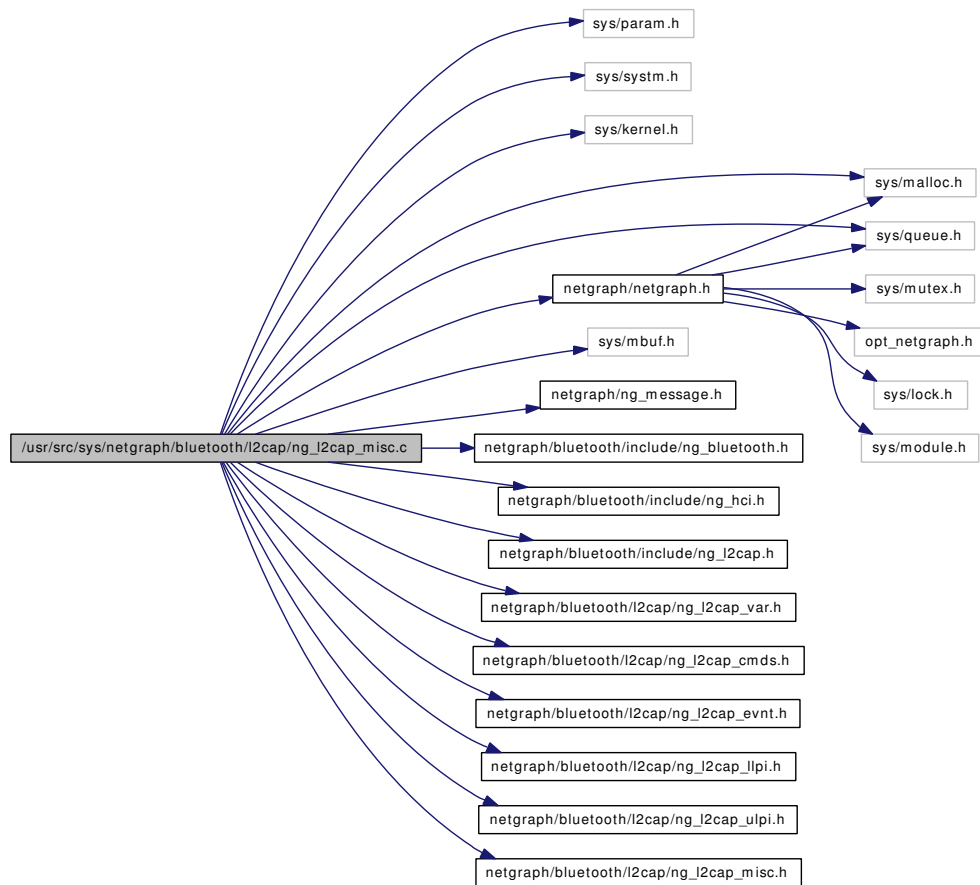 sys/param.h
sys/systm.h
sys/kernel.h
sys/malloc.h
sys/queue.h
netgraph/netgraph.h
sys/mutex.h
sys/mbuf.h
opt_netgraph.h
netgraph/ng_message.h
sys/lock.h
/usr/src/sys/netgraph/bluetooth/l2cap/ng_l2cap_misc.c
netgraph/bluetooth/include/ng_bluetooth.h
sys/module.h
netgraph/bluetooth/include/ng_hci.h
netgraph/bluetooth/include/ng_l2cap.h
netgraph/bluetooth/l2cap/ng_l2cap_var.h
netgraph/bluetooth/l2cap/ng_l2cap_cmds.h
netgraph/bluetooth/l2cap/ng_l2cap_evnt.h
netgraph/bluetooth/l2cap/ng_l2cap_llpi.h
netgraph/bluetooth/l2cap/ng_l2cap_ulpi.h
netgraph/bluetooth/l2cap/ng_l2cap_misc.h